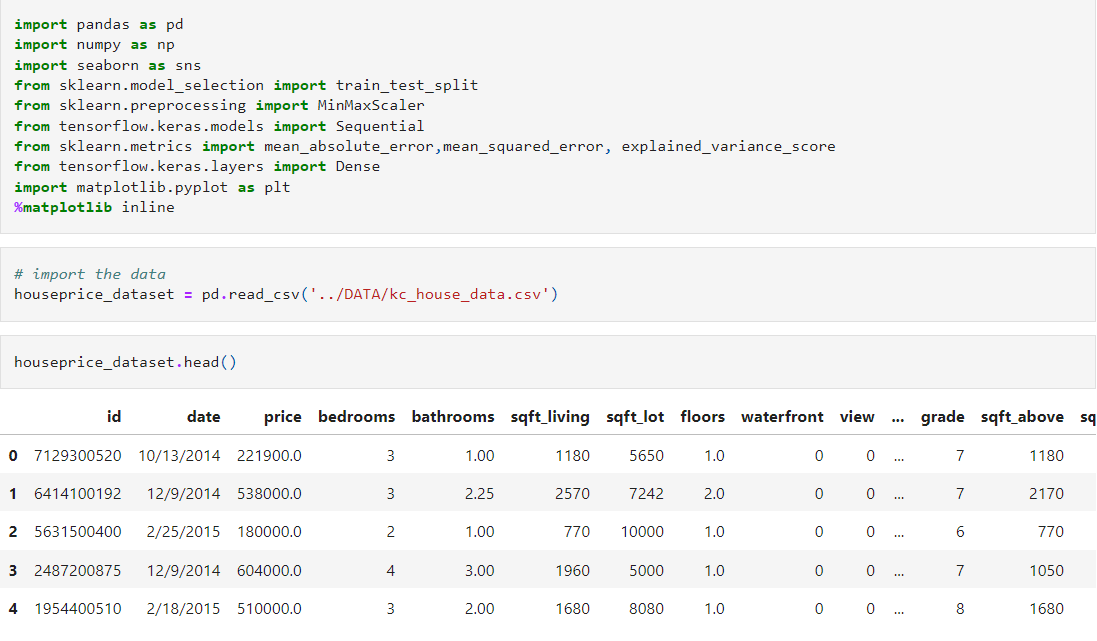 import pandas as pd
import numpy as np
import seaborn as sns
from sklearn.model_selection import train_test_split
from sklearn.preprocessing import MinMaxScaler
from tensorflow.keras.models import Sequential
from sklearn.metrics import mean_absolute_error,mean_squared_error, explained_variance_score
from tensorflow.keras.layers import Dense
import matplotlib.pyplot as plt
%matplotlib inline
# import the data
houseprice_dataset = pd.read_csv('../DATA/kc_house_data.csv')
houseprice_dataset.head()
id date price bedrooms bathrooms sqft_living sqft_lot floors waterfront view ... grade sqft_above sq
0 7129300520 10/13/2014 221900.0 3 1.00 1180 5650 1.0 0 0 ... 7 1180
1 6414100192 12/9/2014 538000.0 3 2.25 2570 7242 2.0 0 0 ... 7 2170
2 5631500400 2/25/2015 180000.0 2 1.00 770 10000 1.0 0 0 ... 6 770
3 2487200875 12/9/2014 604000.0 4 3.00 1960 5000 1.0 0 0 ... 7 1050
4 1954400510 2/18/2015 510000.0 3 2.00 1680 8080 1.0 0 0 ... 8 1680